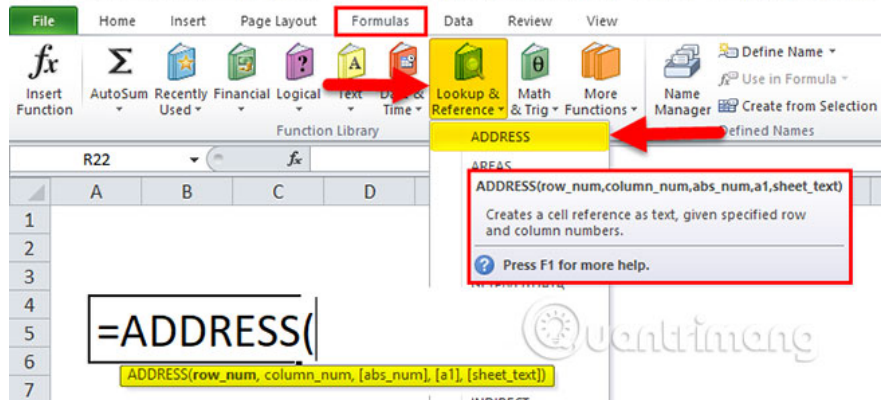 File Home Insert Page Layout Formulas Data Review View
fx Σ ? A θ
Insert Function AutoSum Recently Used Financial Logical Text Date & Time Lookup & Reference Math & Trig More Functions Name Manager
Define Name
fx Use in Formula
Create from Selection
Function Library Defined Names
ADDRESS
R22 fx
AREAS
A B C D
ADDRESS(row_num,column_num,abs_num,a1,sheet_text)
Creates a cell reference as text, given specified row
and column numbers.
? Press F1 for more help.
1
2
3
4
5
6
7
=ADDRESS(
Quantrimang
ADDRESS(row_num, column_num, [abs_num], [a1], [sheet_text])
INDIRECT